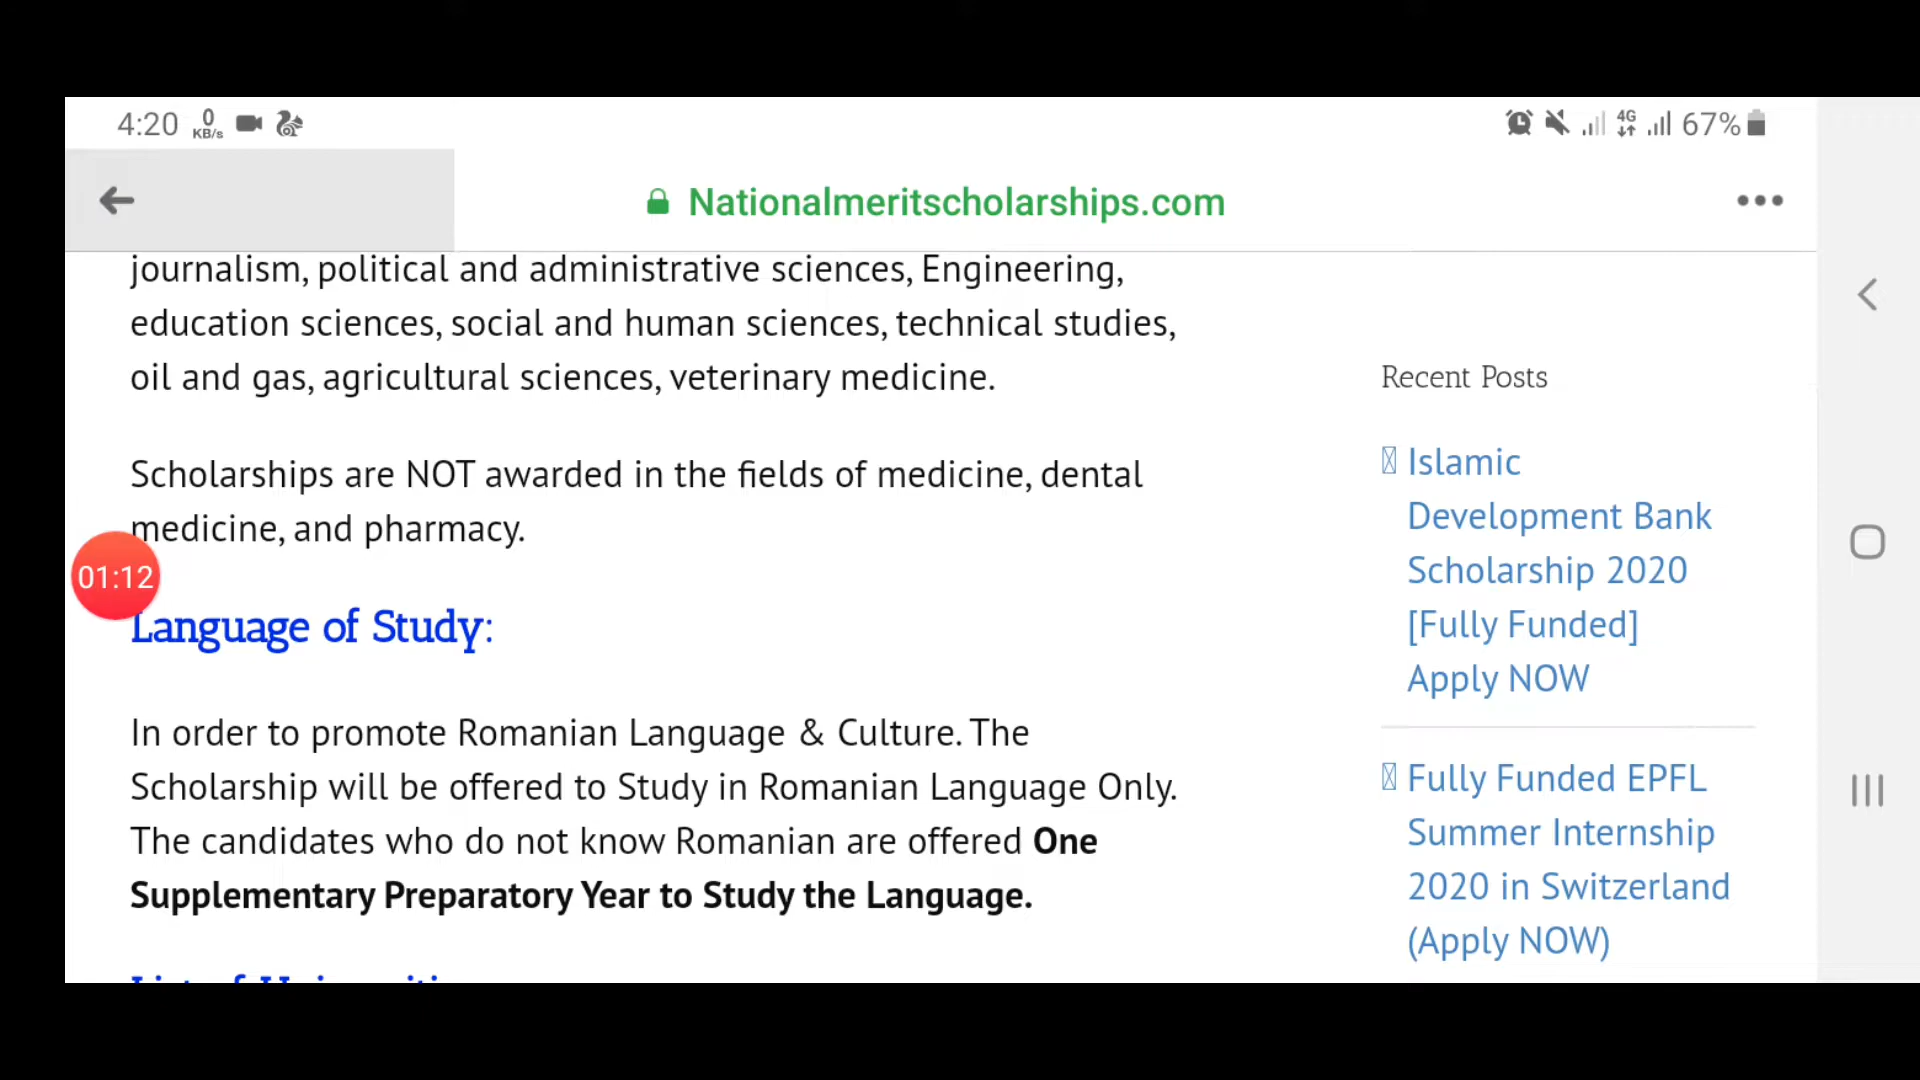 4:20 0 KB/s 4G 67%
Nationalmeritscholarships.com
journalism, political and administrative sciences, Engineering,
education sciences, social and human sciences, technical studies,
oil and gas, agricultural sciences, veterinary medicine.
Scholarships are NOT awarded in the fields of medicine, dental
medicine, and pharmacy.
01:12
Language of Study:
In order to promote Romanian Language & Culture. The
Scholarship will be offered to Study in Romanian Language Only.
The candidates who do not know Romanian are offered One
Supplementary Preparatory Year to Study the Language.
Recent Posts
Islamic
Development Bank
Scholarship 2020
[Fully Funded]
Apply NOW
Fully Funded EPFL
Summer Internship
2020 in Switzerland
(Apply NOW)